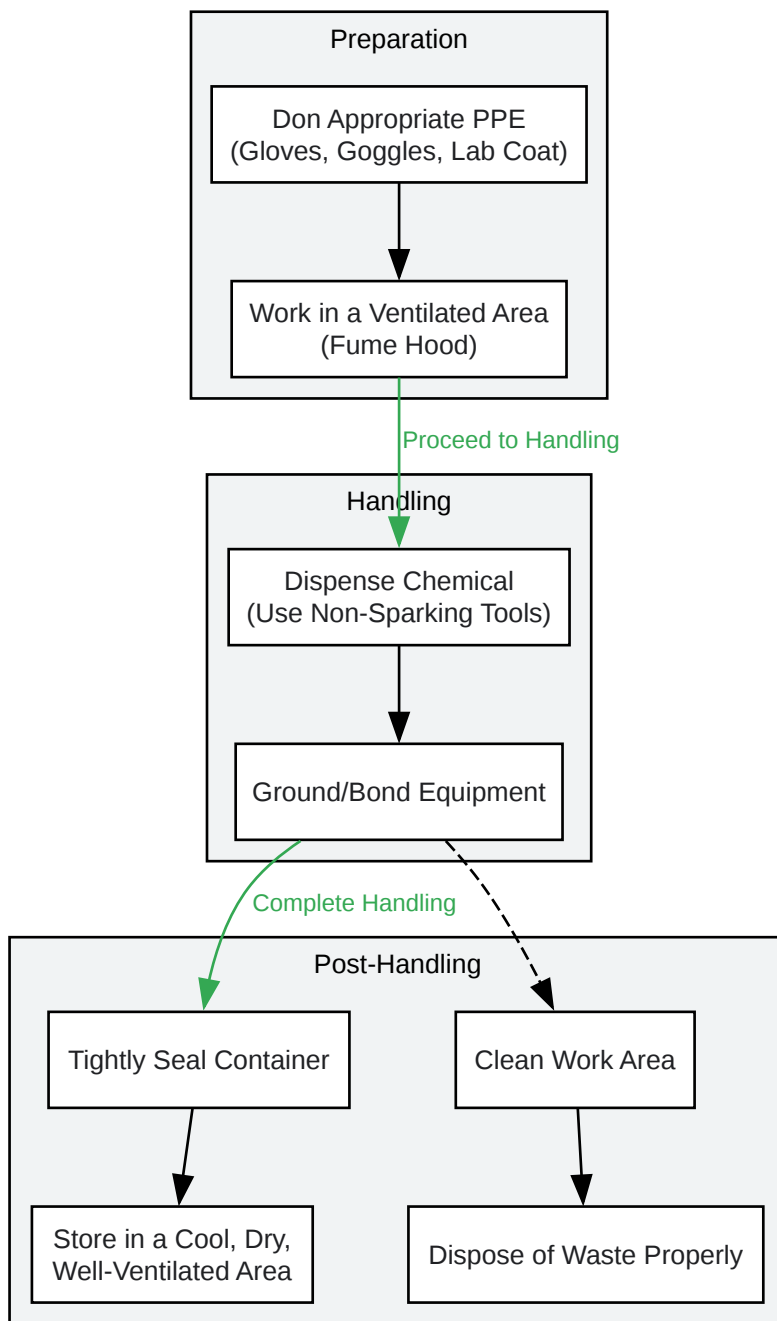 Preparation
Don Appropriate PPE
(Gloves, Goggles, Lab Coat)
Work in a Ventilated Area
(Fume Hood)
Proceed to Handling
Handling
Dispense Chemical
(Use Non-Sparking Tools)
Ground/Bond Equipment
Complete Handling
Post-Handling
Tightly Seal Container
Clean Work Area
Store in a Cool, Dry,
Well-Ventilated Area
Dispose of Waste Properly